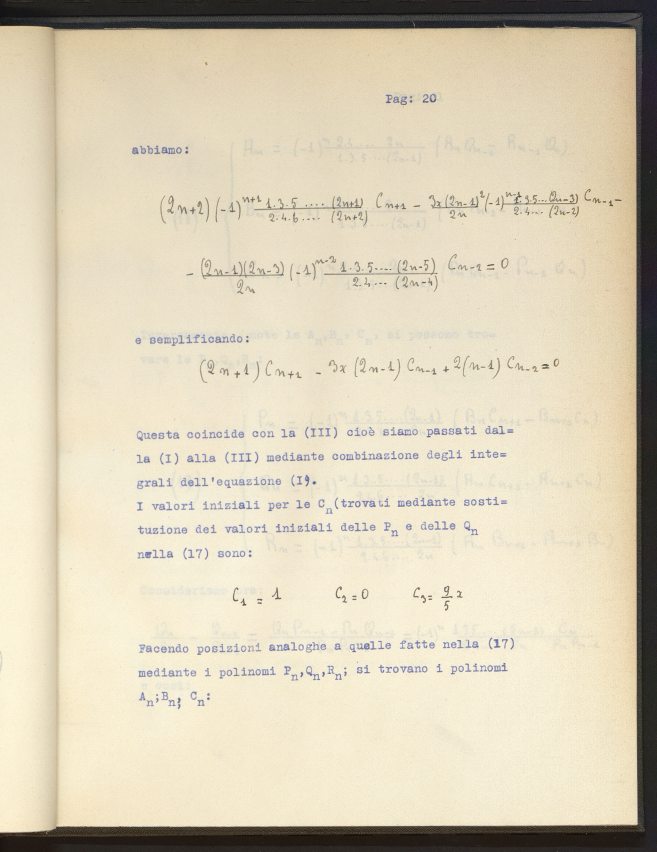 Pag: 20
abbiamo:
(2n+2) (-1)^{n+1} \frac{1.3.5 .... (2n+1)}{2.4.6.... (2n+2)} C_{n+1} - \frac{3x(2n-1)^2}{2n} (-1)^{n-1} \frac{1.3.5...(2n-3)}{2.4... (2n-2)} C_{n-1} -
- \frac{(2n-1)(2n-3)}{2n} (-1)^{n-2} \frac{1.3.5.... (2n-5)}{2.4.... (2n-4)} C_{n-2} = 0
e semplificando:
(2n+1) C_{n+1} - 3x (2n-1) C_{n-1} + 2(n-1) C_{n-2} = 0
Questa coincide con la (III) cioè siamo passati dal=
la (I) alla (III) mediante combinazione degli inte=
grali dell'equazione (I).
I valori iniziali per le C_n (trovati mediante sosti=
tuzione dei valori iniziali delle P_n e delle Q_n
nella (17) sono:
C_1 = 1 C_2 = 0 C_3 = \frac{9}{5} x
Facendo posizioni analoghe a quelle fatte nella (17)
mediante i polinomi P_n, Q_n, R_n; si trovano i polinomi
A_n; B_n; C_n: